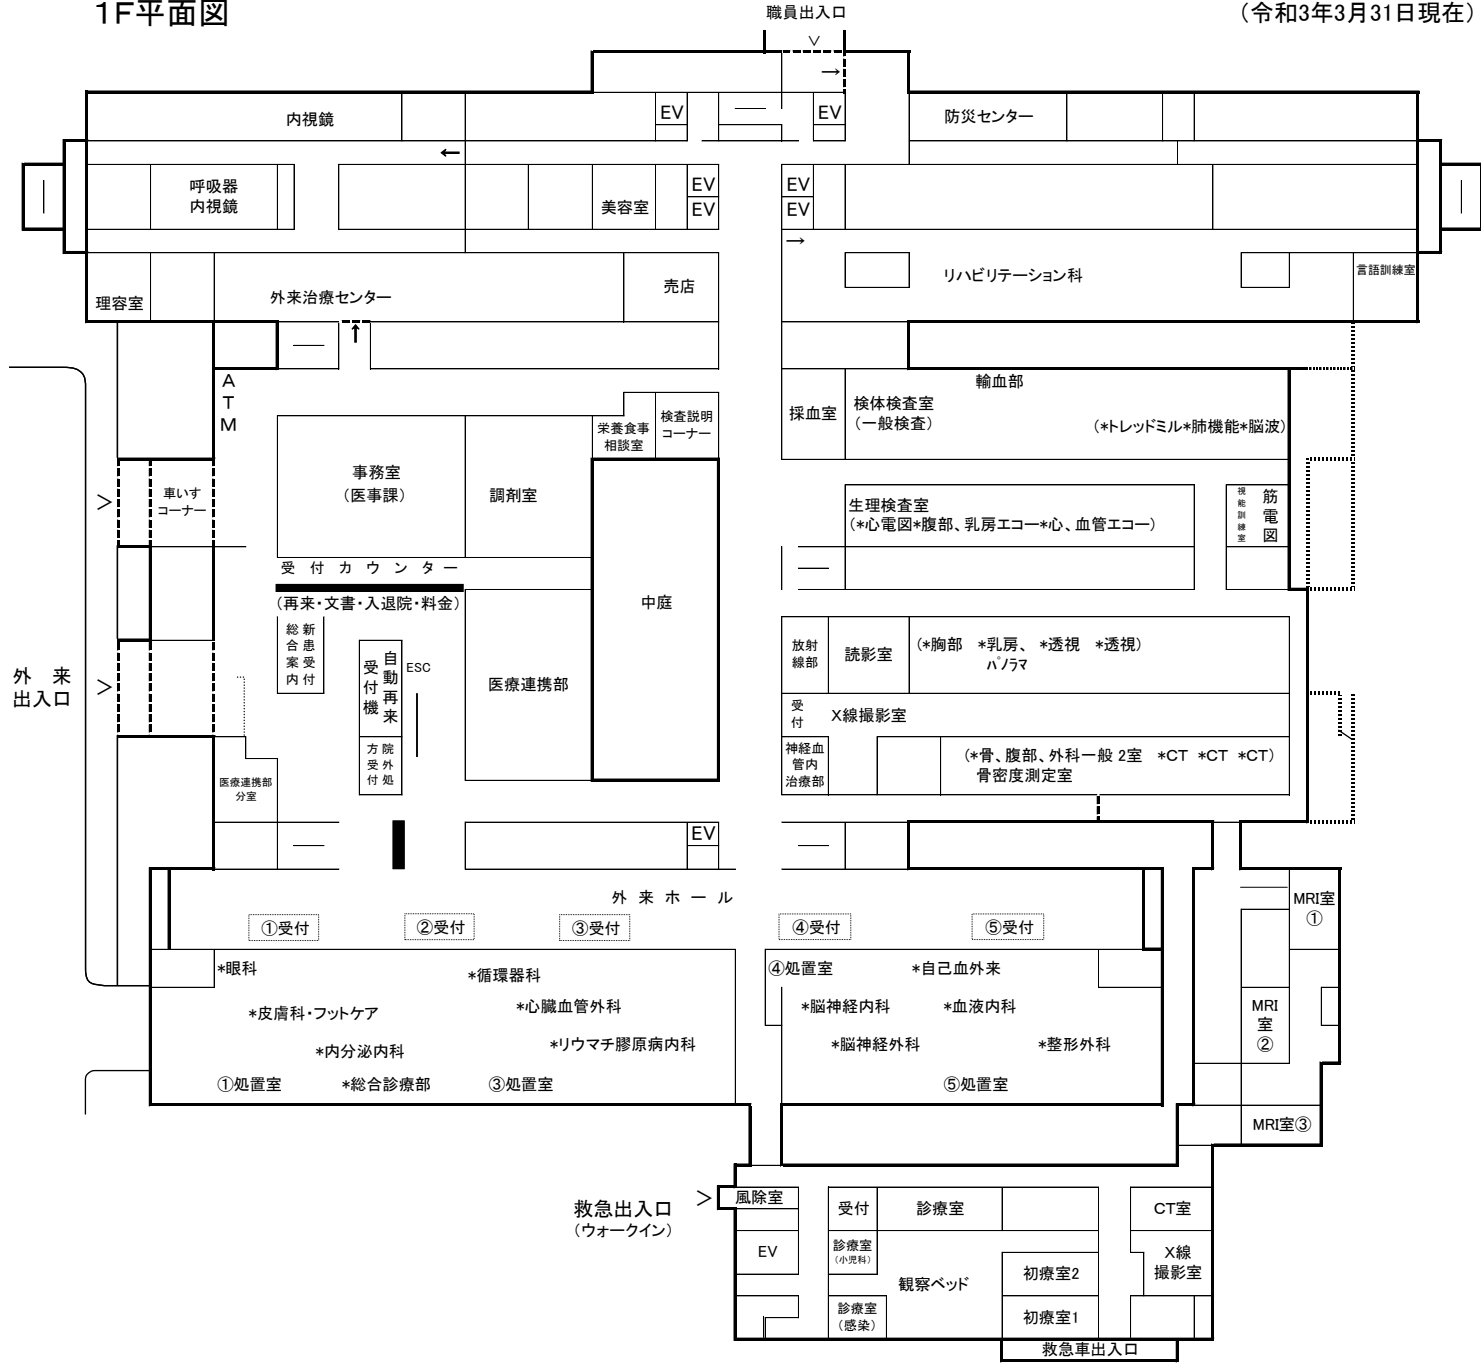 1F平面図
(令和3年3月31日現在)
職員出入口
∨
→
内視鏡
EV
EV
防災センター
←
呼吸器
内視鏡
美容室
EV
EV
EV
EV
→
理容室
外来治療センター
売店
リハビリテーション科
言語訓練室
↑
ATM
栄養食事
相談室
検査説明
コーナー
採血室
検体検査室
(一般検査)
輸血部
(*トレッドミル*肺機能*脳波)
>
車いす
コーナー
事務室
(医事課)
調剤室
生理検査室
(*心電図*腹部、乳房エコー*心、血管エコー)
視能訓練室
筋電図
受付カウンター
(再来・文書・入退院・料金)
中庭
外来
出入口
>
新患受付
総合案内
自動再来
受付機
ESC
医療連携部
放射
線部
読影室
(*胸部 *乳房、 *透視 *透視)
パノラマ
受付
X線撮影室
院外処
方受付
神経血
管内
治療部
(*骨、腹部、外科一般 2室 *CT *CT *CT)
骨密度測定室
医療連携部
分室
EV
外来ホール
①受付
②受付
③受付
④受付
⑤受付
MRI室
①
*眼科
*循環器科
④処置室
*自己血外来
*皮膚科・フットケア
*心臓血管外科
*脳神経内科
*血液内科
MRI
室
②
*内分泌内科
*リウマチ膠原病内科
*脳神経外科
*整形外科
①処置室
*総合診療部
③処置室
⑤処置室
MRI室③
救急出入口
(ウォークイン)
>
風除室
受付
診療室
CT室
EV
診療室
(小児科)
観察ベッド
初療室2
X線
撮影室
診療室
(感染)
初療室1
救急車出入口